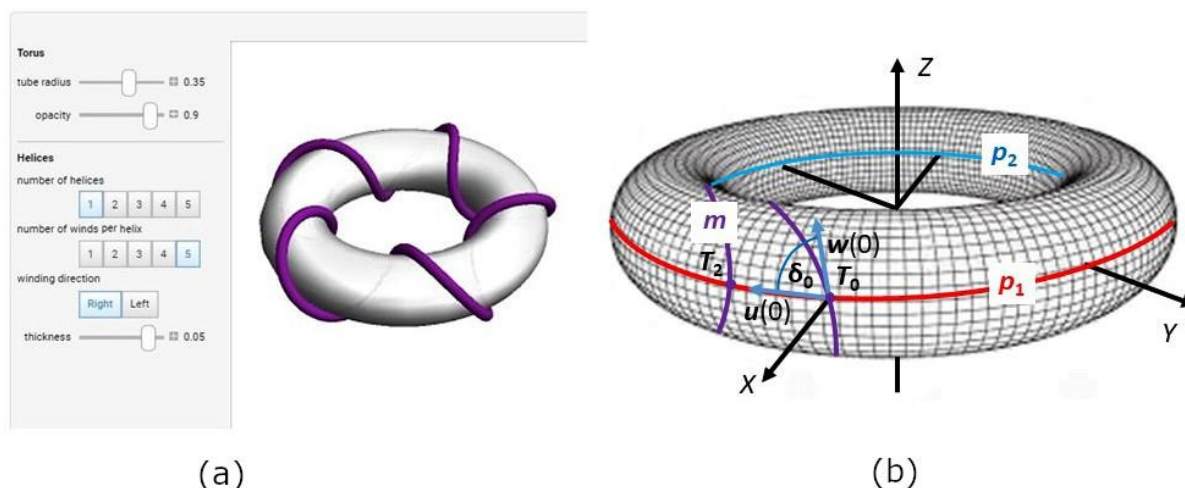 Torus
tube radius 0.35
opacity 0.9
Helices
number of helices
1 2 3 4 5
number of winds per helix
1 2 3 4 5
winding direction
Right Left
thickness 0.05
(a)
Z
p₂
m
w(0)
T₂ δ₀ T₀
u(0)
p₁
Y
X
(b)